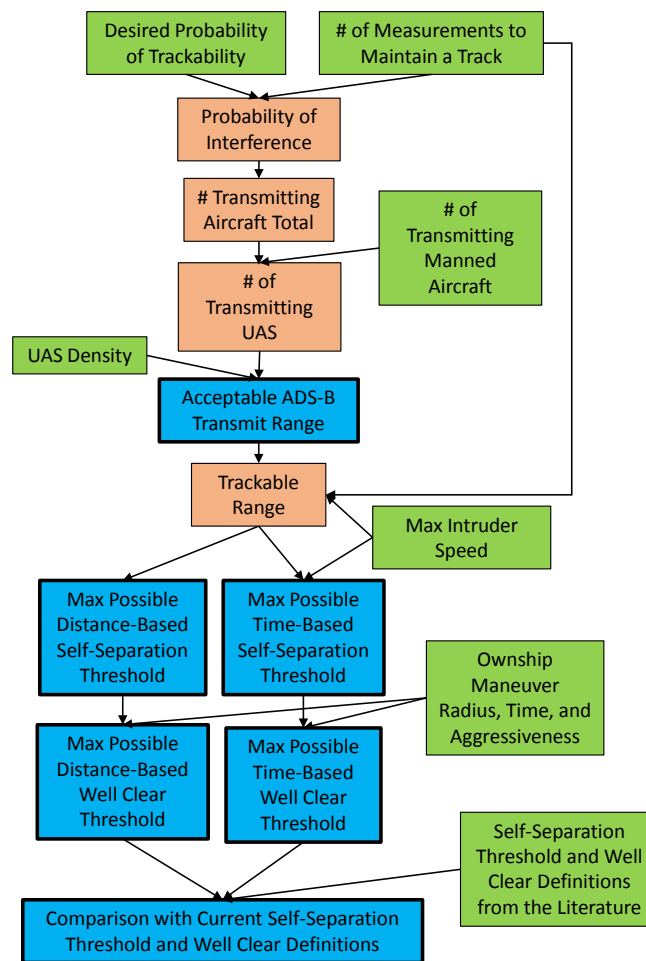 Desired Probability
of Trackability
# of Measurements to
Maintain a Track
Probability of
Interference
# Transmitting
Aircraft Total
# of
Transmitting
Manned
Aircraft
# of
Transmitting
UAS
UAS Density
Acceptable ADS-B
Transmit Range
Trackable
Range
Max Intruder
Speed
Max Possible
Distance-Based
Self-Separation
Threshold
Max Possible
Time-Based
Self-Separation
Threshold
Ownship
Maneuver
Radius, Time, and
Aggressiveness
Max Possible
Distance-Based
Well Clear
Threshold
Max Possible
Time-Based
Well Clear
Threshold
Self-Separation
Threshold and Well
Clear Definitions
from the Literature
Comparison with Current Self-Separation
Threshold and Well Clear Definitions